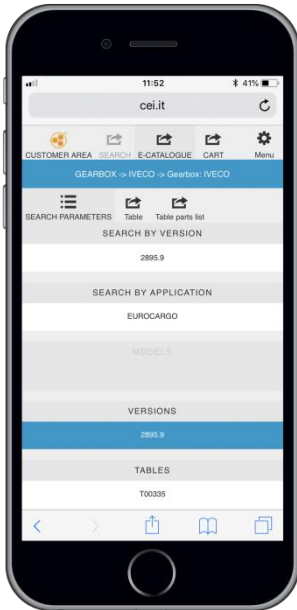 11:52
41%
cei.it
CUSTOMER AREA SEARCH E-CATALOGUE CART Menu
GEARBOX -> IVECO -> Gearbox: IVECO
SEARCH PARAMETERS Table Table parts list
SEARCH BY VERSION
2895.9
SEARCH BY APPLICATION
EUROCARGO
MODELS
VERSIONS
2895.9
TABLES
T00335